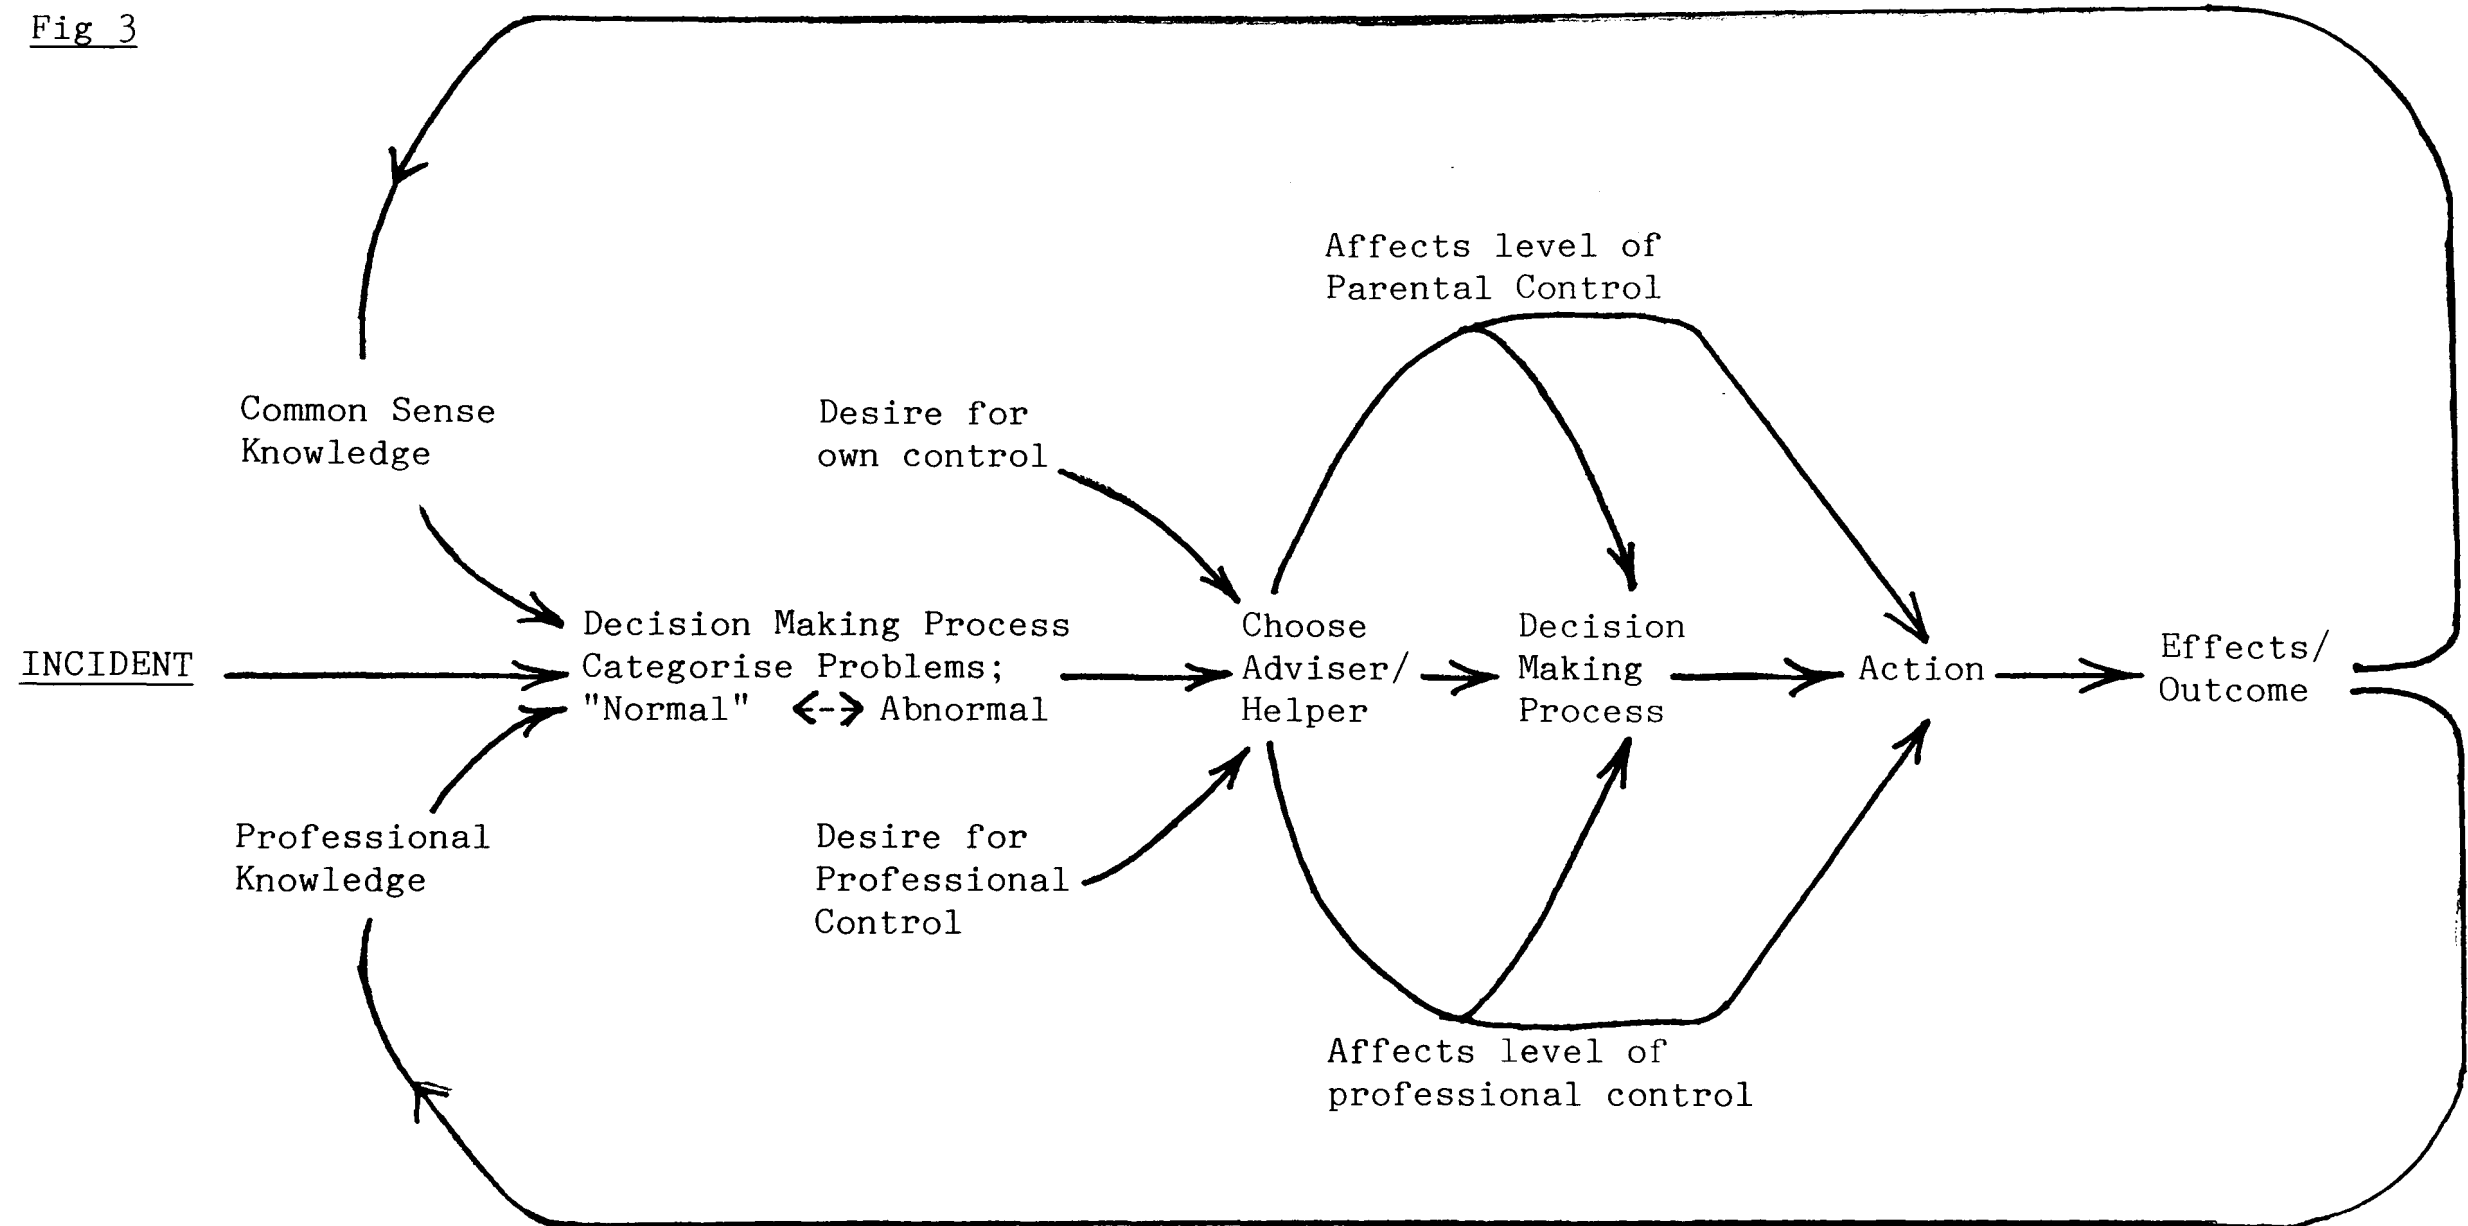 Fig 3
Affects level of
Parental Control
Common Sense
Knowledge
Desire for
own control
INCIDENT
Decision Making Process
Categorise Problems;
"Normal" <--> Abnormal
Choose
Adviser/
Helper
Decision
Making
Process
Action
Effects/
Outcome
Professional
Knowledge
Desire for
Professional
Control
Affects level of
professional control